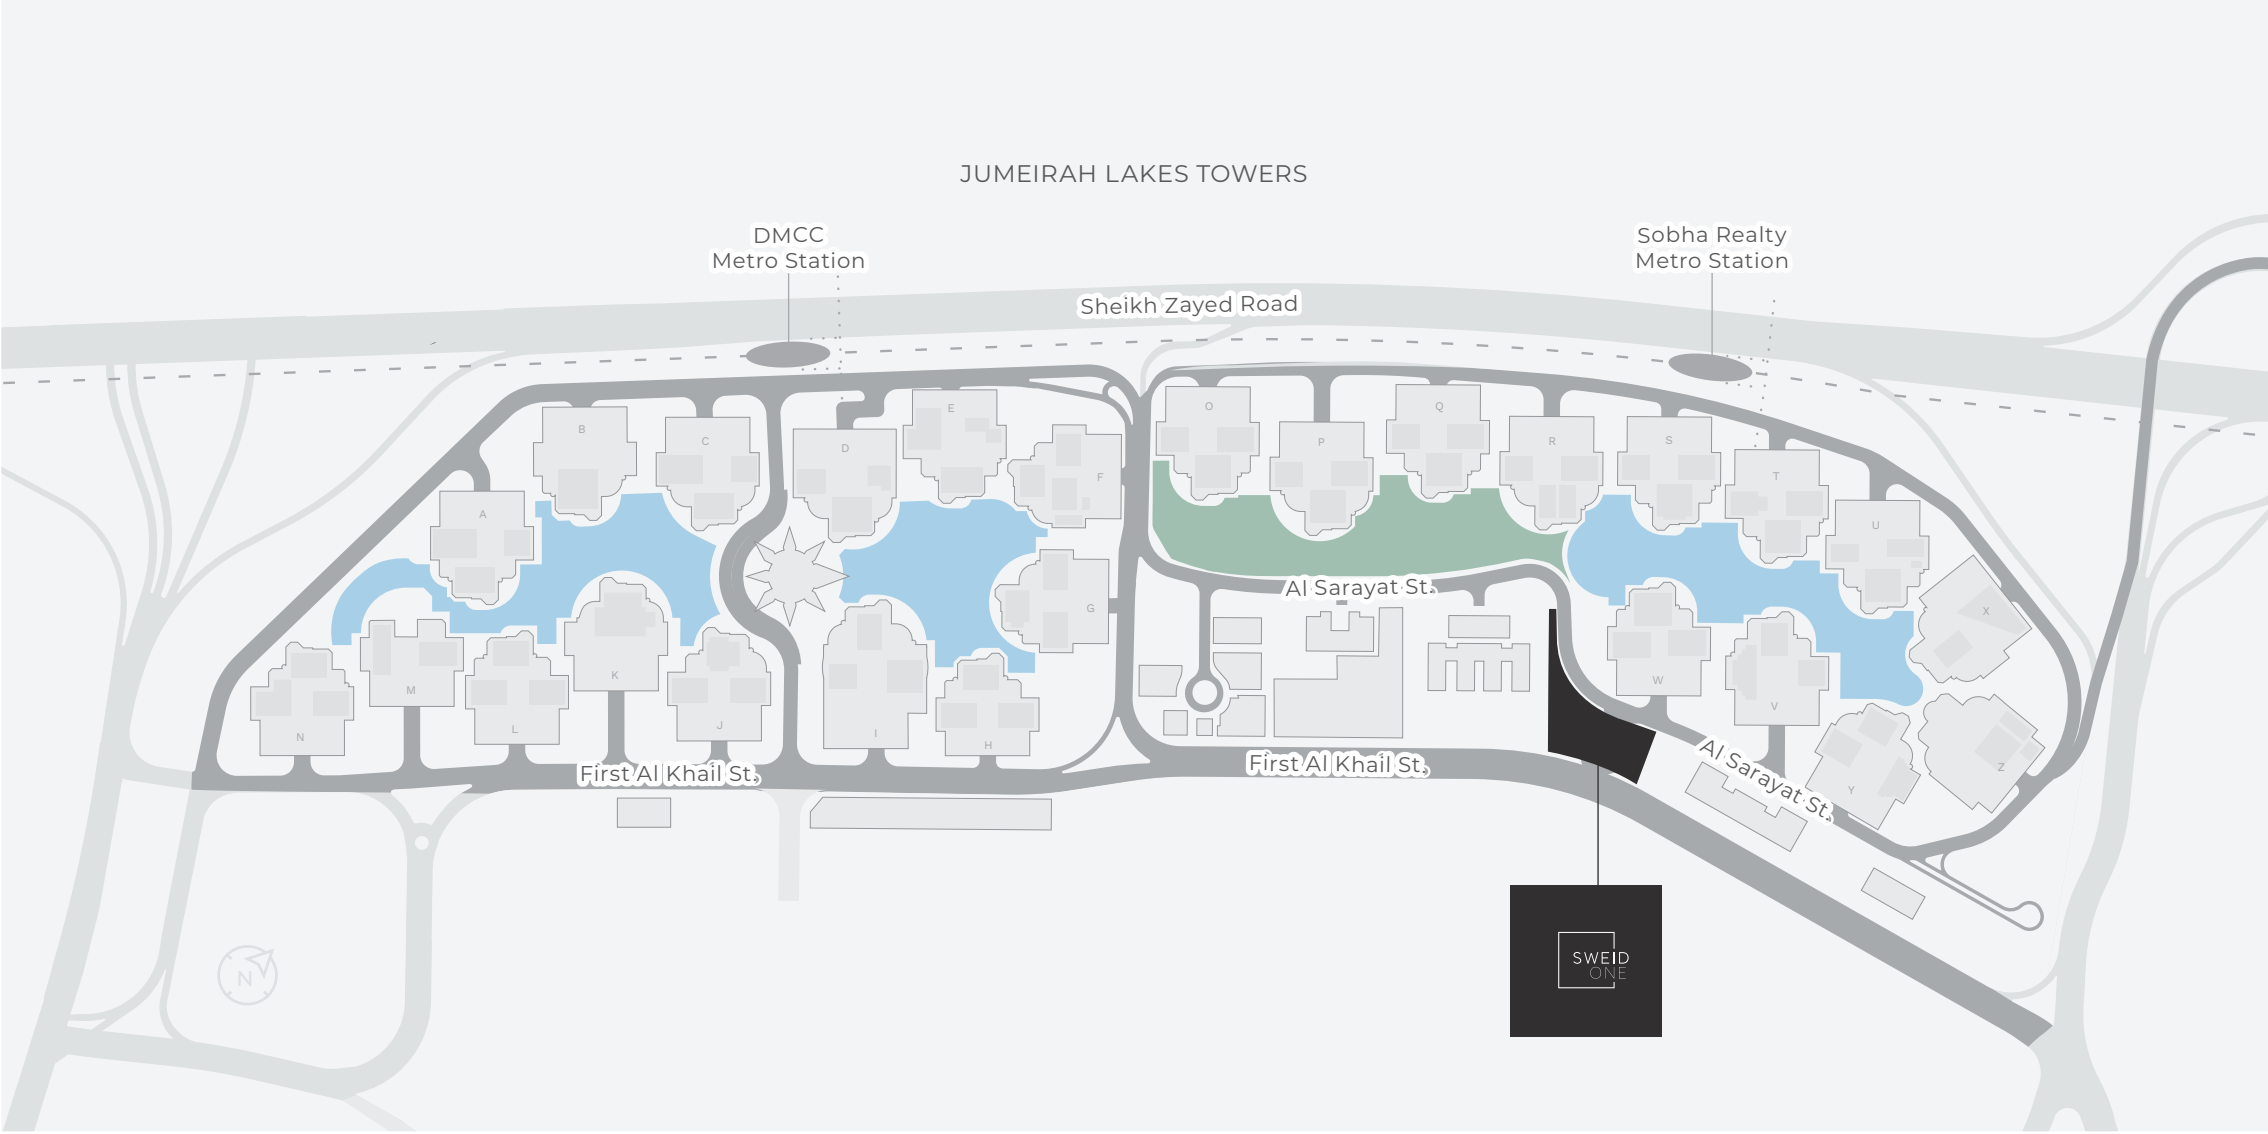 JUMEIRAH LAKES TOWERS
DMCC
Metro Station
Sobha Realty
Metro Station
Sheikh Zayed Road
E
O
Q
B
C
D
P
R
S
T
F
A
U
Al Sarayat St.
G
X
K
W
M
V
L
J
I
N
H
Al Sarayat St.
First Al Khail St.
First Al Khail St.
Z
Y
SWEID
ONE
N